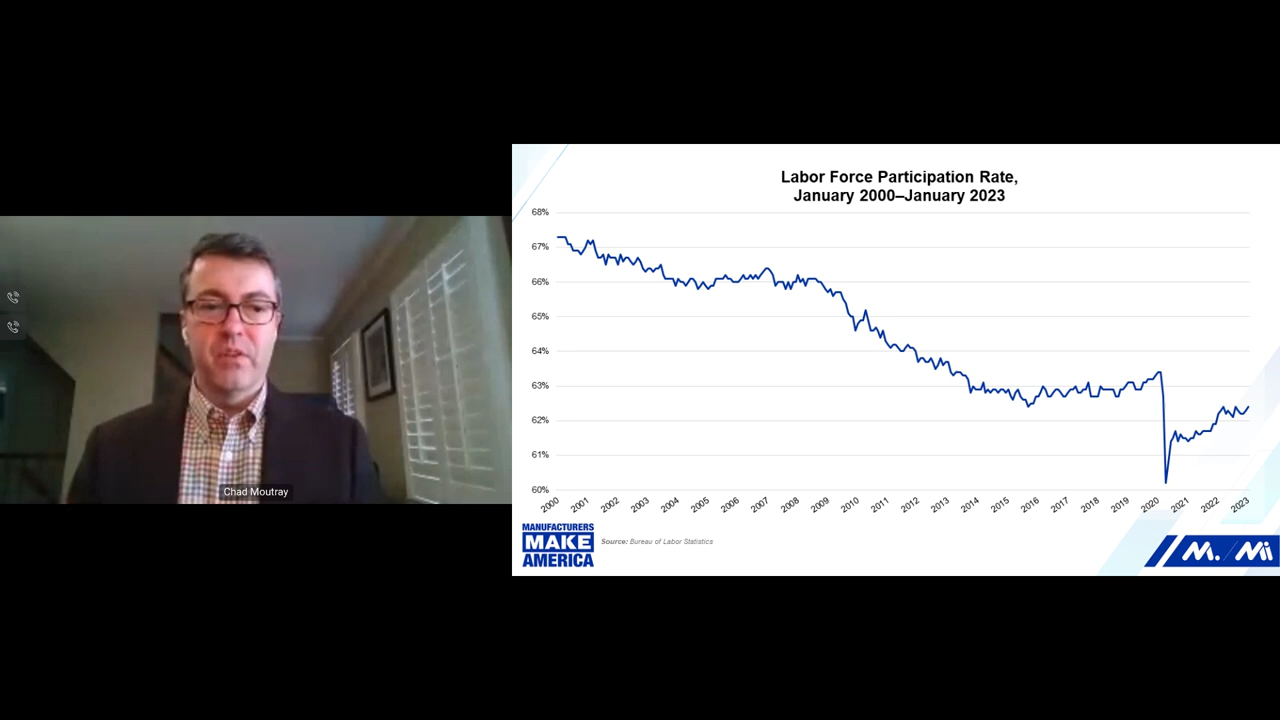 Chad Moutray
Labor Force Participation Rate,
January 2000–January 2023
68%
67%
66%
65%
64%
63%
62%
61%
60%
2000 2001 2002 2003 2004 2005 2006 2007 2008 2009 2010 2011 2012 2013 2014 2015 2016 2017 2018 2019 2020 2021 2022 2023
MANUFACTURERS
MAKE
AMERICA
Source: Bureau of Labor Statistics